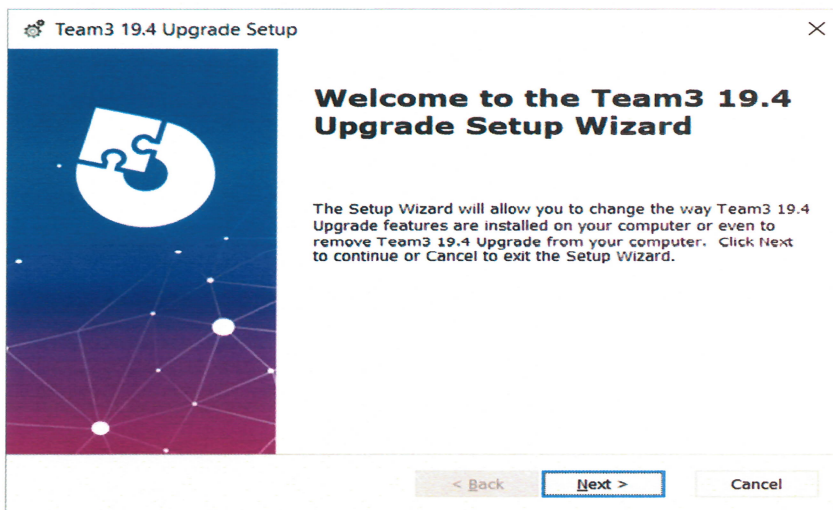 Team3 19.4 Upgrade Setup
Welcome to the Team3 19.4
Upgrade Setup Wizard
The Setup Wizard will allow you to change the way Team3 19.4
Upgrade features are installed on your computer or even to
remove Team3 19.4 Upgrade from your computer. Click Next
to continue or Cancel to exit the Setup Wizard.
< Back Next > Cancel